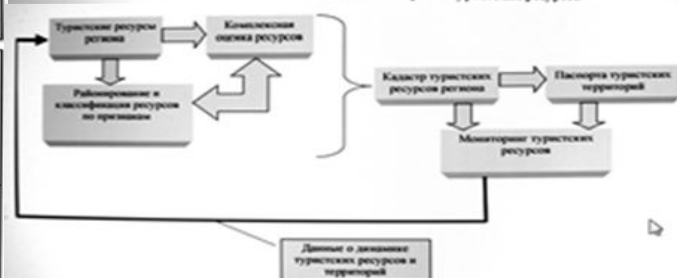 Туристские ресурсы
региона
Комплексная
оценка ресурсов
Районирование и
классификация ресурсов
по признакам
Кадастр туристских
ресурсов региона
Паспорта туристских
территорий
Мониторинг туристских
ресурсов
Данные о динамике
туристских ресурсов и
территорий